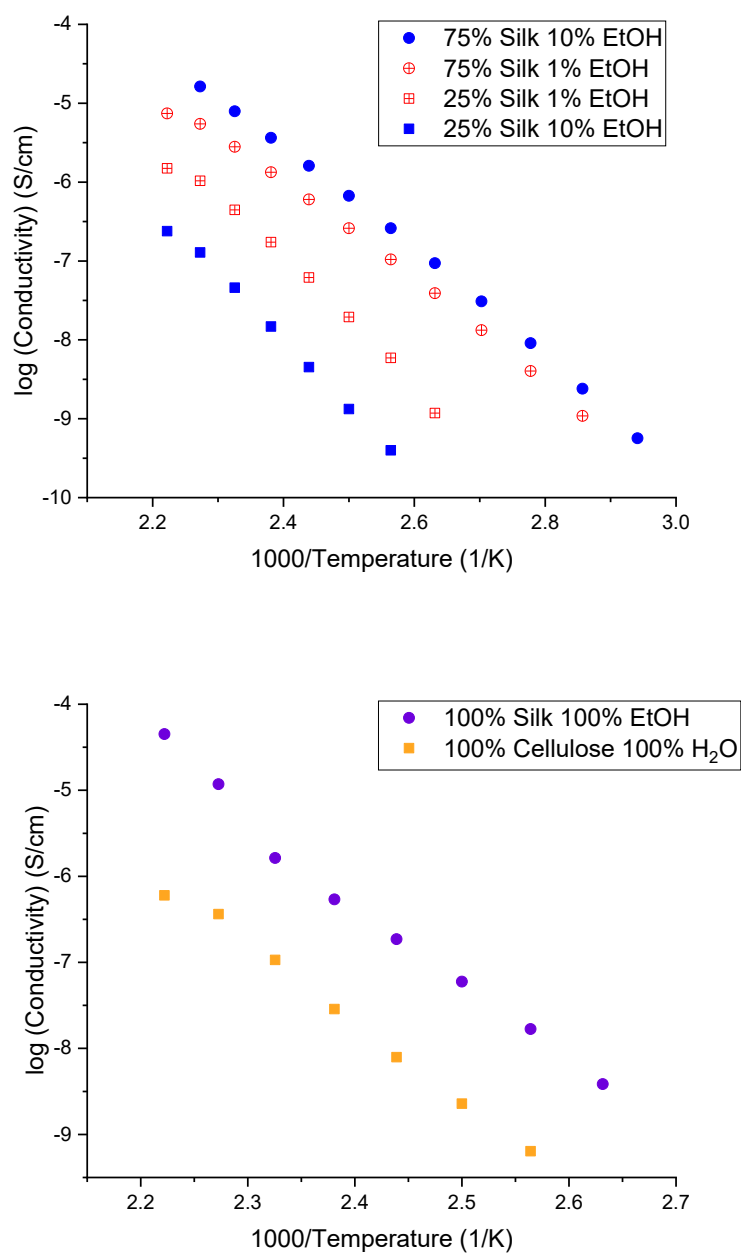 -4
75% Silk 10% EtOH
75% Silk 1% EtOH
25% Silk 1% EtOH
25% Silk 10% EtOH
-5
-6
-7
-8
-9
-10
log (Conductivity) (S/cm)
2.2 2.4 2.6 2.8 3.0
1000/Temperature (1/K)
-4
100% Silk 100% EtOH
100% Cellulose 100% H₂O
-5
-6
-7
-8
-9
log (Conductivity) (S/cm)
2.2 2.3 2.4 2.5 2.6 2.7
1000/Temperature (1/K)